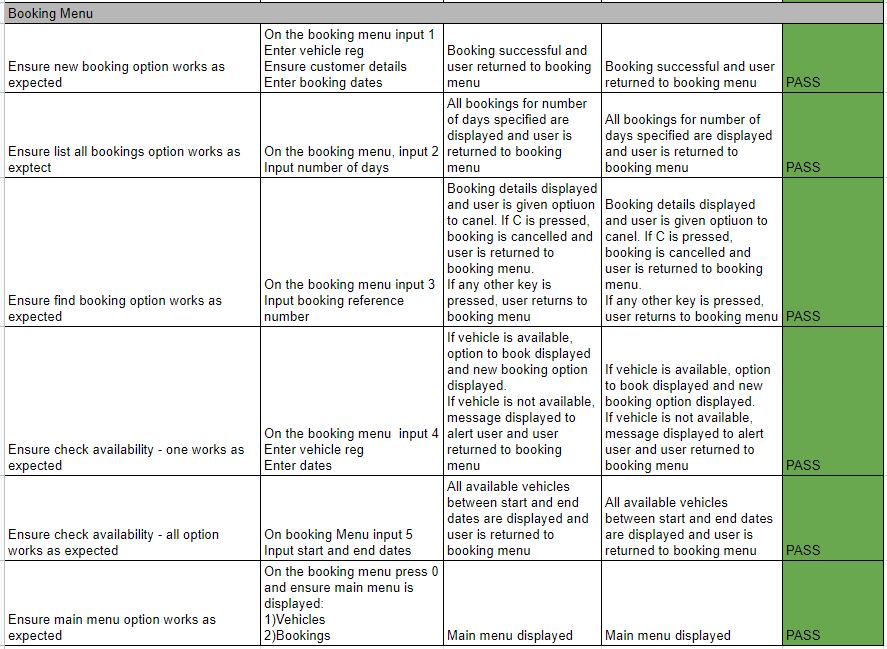 Booking Menu
Ensure new booking option works as
expected
On the booking menu input 1
Enter vehicle reg
Ensure customer details
Enter booking dates
Booking successful and
user returned to booking
menu
Booking successful and user
returned to booking menu
PASS
Ensure list all bookings option works as
exptect
On the booking menu, input 2
Input number of days
All bookings for number
of days specified are
displayed and user is
returned to booking
menu
All bookings for number of
days specified are displayed
and user is returned to
booking menu
PASS
Ensure find booking option works as
expected
On the booking menu input 3
Input booking reference
number
Booking details displayed
and user is given optiuon
to canel. If C is pressed,
booking is cancelled and
user is returned to
booking menu.
If any other key is
pressed, user returns to
booking menu
Booking details displayed
and user is given optiuon to
canel. If C is pressed,
booking is cancelled and
user is returned to booking
menu.
If any other key is pressed,
user returns to booking menu
PASS
Ensure check availability - one works as
expected
On the booking menu  input 4
Enter vehicle reg
Enter dates
If vehicle is available,
option to book displayed
and new booking option
displayed.
If vehicle is not available,
message displayed to
alert user and user
returned to booking
menu
If vehicle is available, option
to book displayed and new
booking option displayed.
If vehicle is not available,
message displayed to alert
user and user returned to
booking menu
PASS
Ensure check availability - all option
works as expected
On booking Menu input 5
Input start and end dates
All available vehicles
between start and end
dates are displayed and
user is returned to
booking menu
All available vehicles
between start and end dates
are displayed and user is
returned to booking menu
PASS
Ensure main menu option works as
expected
On the booking menu press 0
and ensure main menu is
displayed:
1)Vehicles
2)Bookings
Main menu displayed
Main menu displayed
PASS